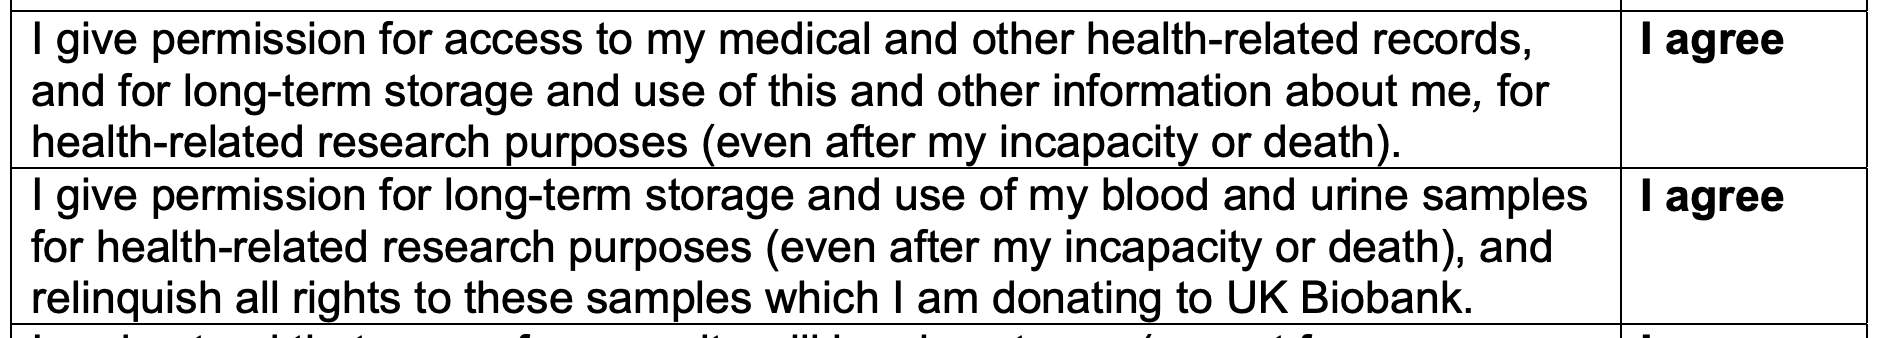 I give permission for access to my medical and other health-related records, I agree
and for long-term storage and use of this and other information about me, for
health-related research purposes (even after my incapacity or death).
I give permission for long-term storage and use of my blood and urine samples I agree
for health-related research purposes (even after my incapacity or death), and
relinquish all rights to these samples which I am donating to UK Biobank.